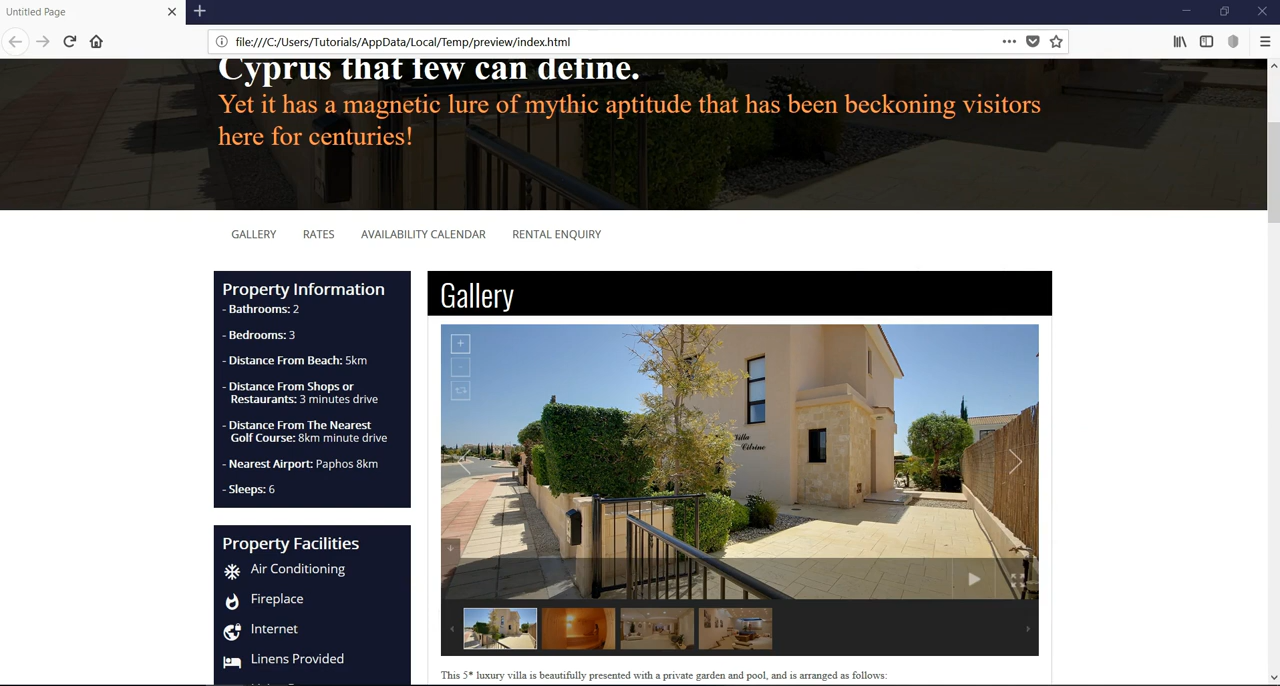 Untitled Page
file:///C:/Users/Tutorials/AppData/Local/Temp/preview/index.html
Cyprus that few can define.
Yet it has a magnetic lure of mythic aptitude that has been beckoning visitors
here for centuries!
GALLERY RATES AVAILABILITY CALENDAR RENTAL ENQUIRY
Property Information
- Bathrooms: 2
- Bedrooms: 3
- Distance From Beach: 5km
- Distance From Shops or
Restaurants: 3 minutes drive
- Distance From The Nearest
Golf Course: 8km minute drive
- Nearest Airport: Paphos 8km
- Sleeps: 6
Property Facilities
Air Conditioning
Fireplace
Internet
Linens Provided
Gallery
Villa
Citrine
This 5* luxury villa is beautifully presented with a private garden and pool, and is arranged as follows: